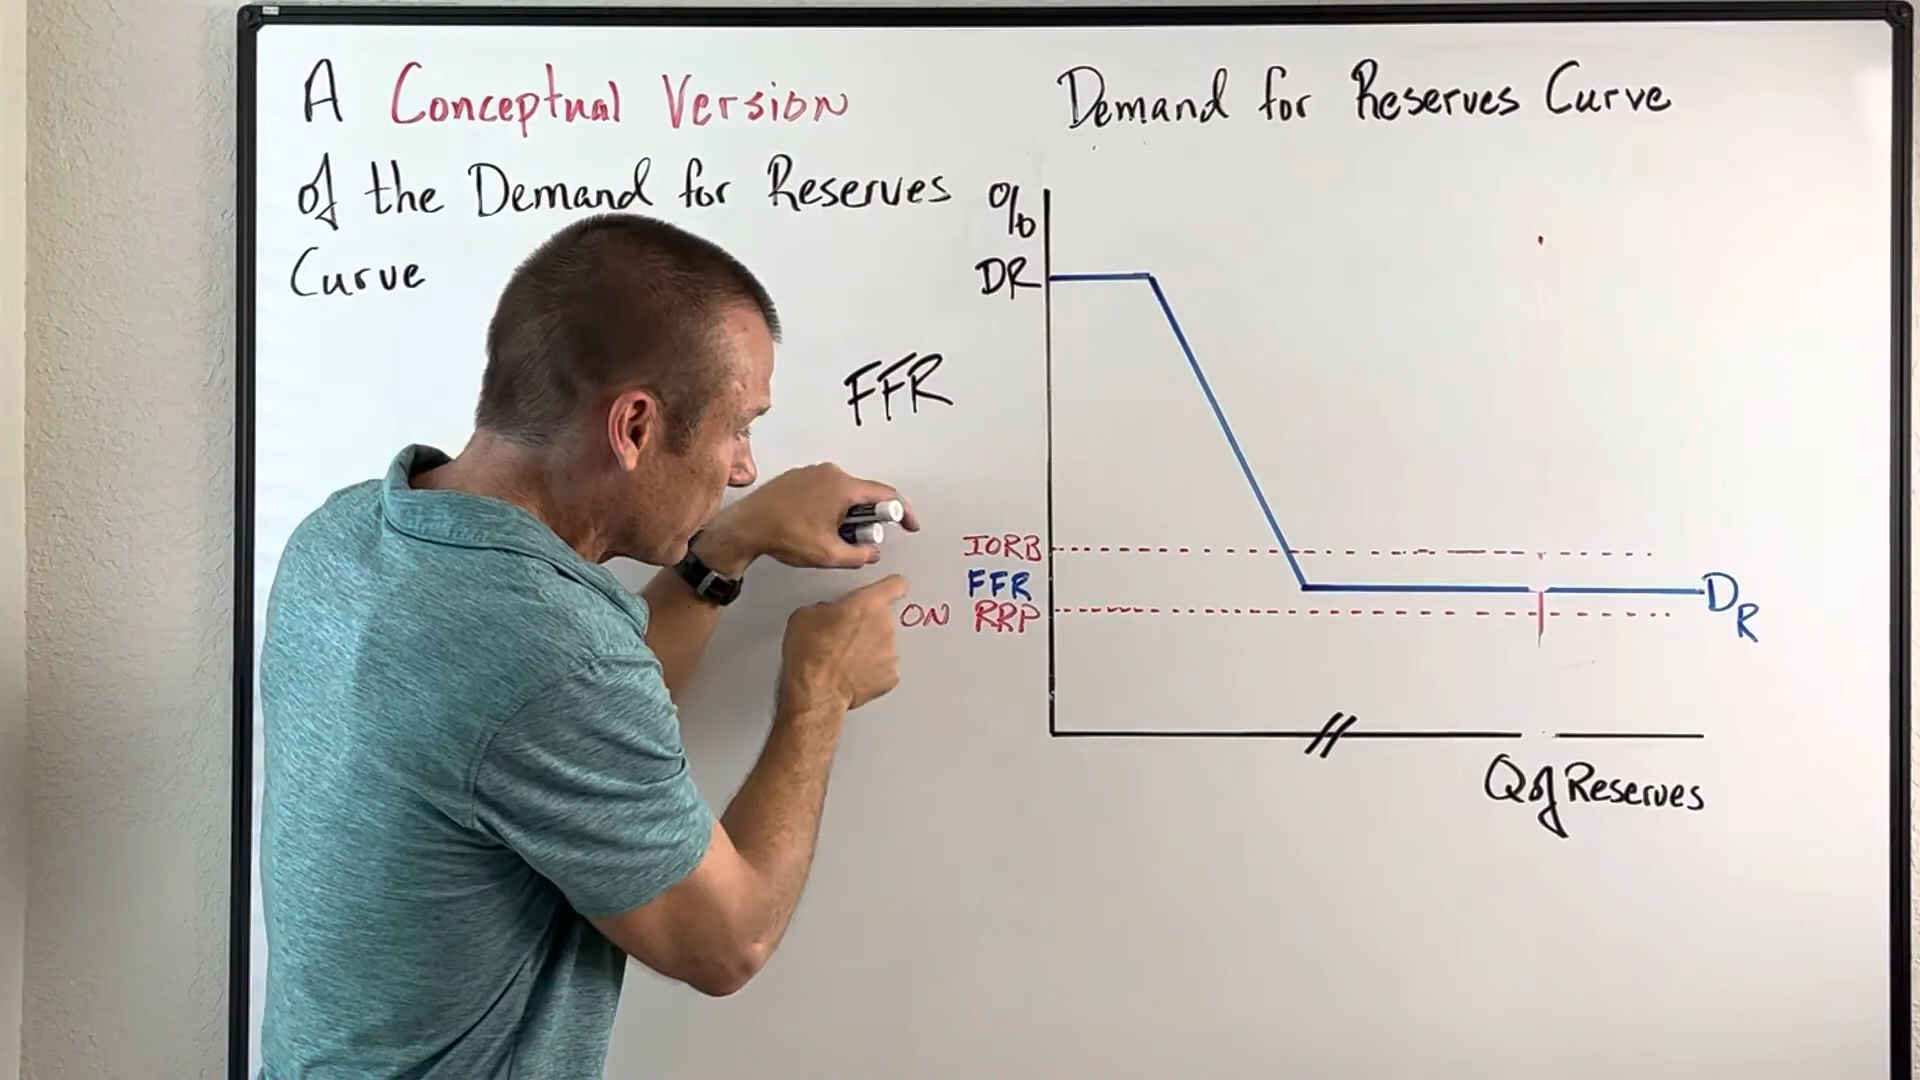 A Conceptual Version
of the Demand for Reserves
Curve
FFR
Demand for Reserves Curve
%
DR
IORB
FFR
ON RRP
D_R
Q of Reserves